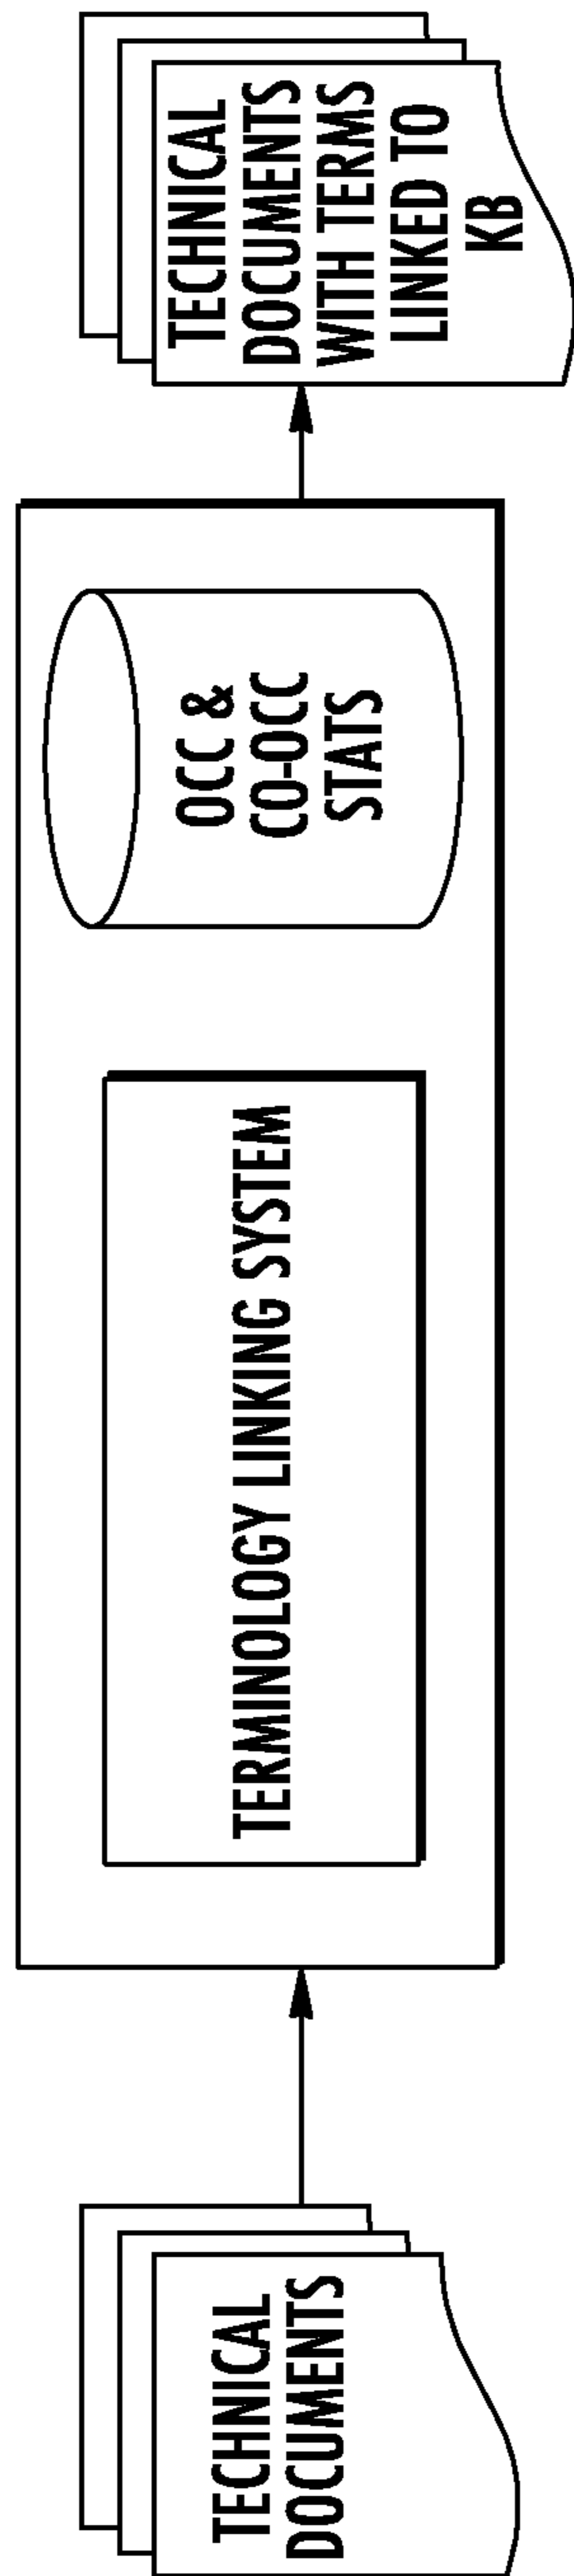 TECHNICAL
DOCUMENTS
TERMINOLOGY LINKING SYSTEM
OCC &
CO-OCC
STATS
TECHNICAL
DOCUMENTS
WITH TERMS
LINKED TO
KB